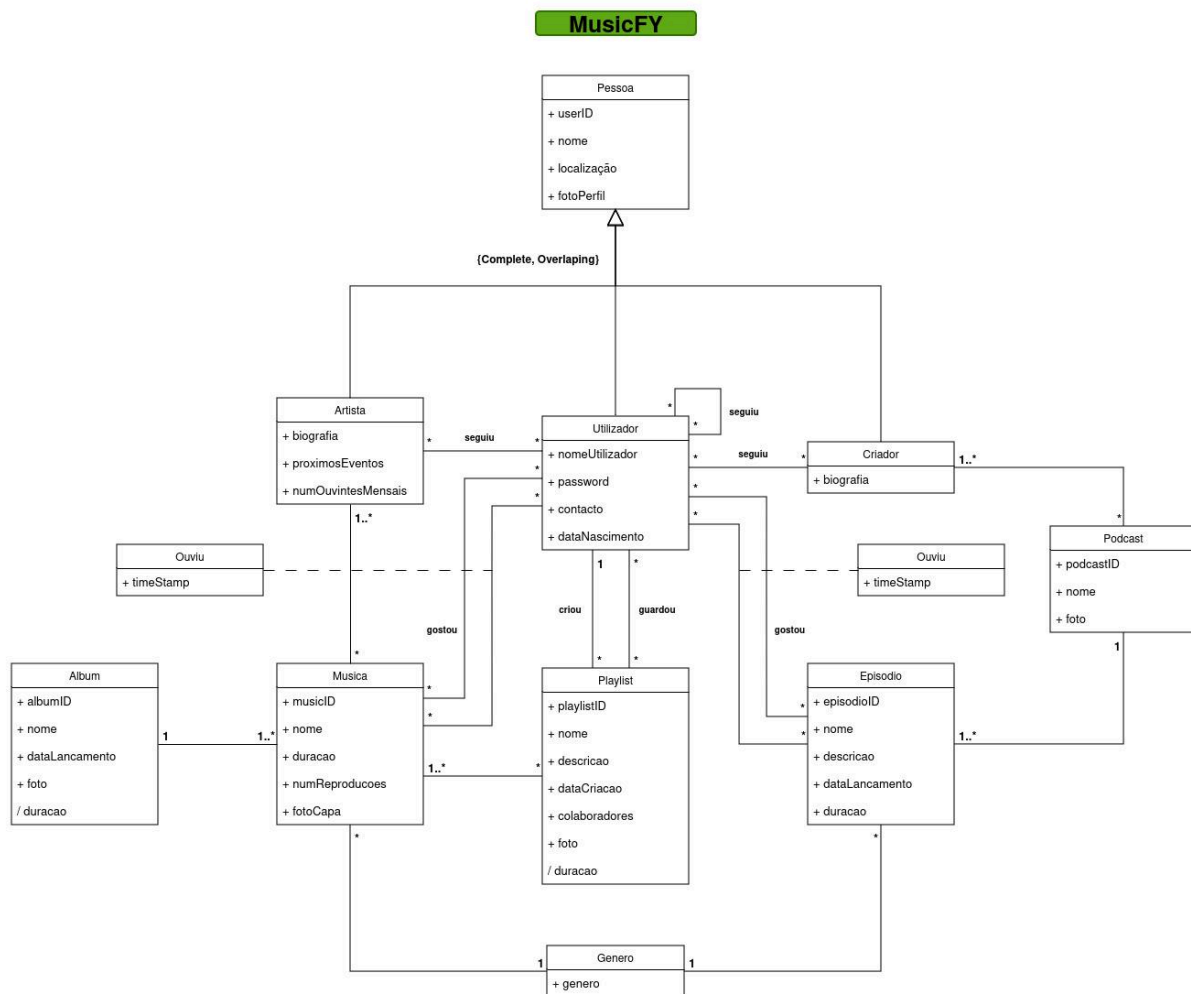 MusicFY
Pessoa
+ userID
+ nome
+ localização
+ fotoPerfil
{Complete, Overlaping}
Artista
+ biografia
+ proximosEventos
+ numOuvintesMensais
* seguiu *
Utilizador
+ nomeUtilizador
+ password
+ contacto
+ dataNascimento
* seguiu
*
* seguiu *
Criador
+ biografia
1..*
*
*
*
*
*
1..*
Ouviu
+ timeStamp
1
*
criou
guardou
gostou
gostou
Ouviu
+ timeStamp
Podcast
+ podcastID
+ nome
+ foto
1
Album
+ albumID
+ nome
+ dataLancamento
+ foto
/ duracao
1
1..*
*
Musica
+ musicID
+ nome
+ duracao
+ numReproducoes
+ fotoCapa
*
*
1..*
*
*
*
Playlist
+ playlistID
+ nome
+ descricao
+ dataCriacao
+ colaboradores
+ foto
/ duracao
*
*
Episodio
+ episodioID
+ nome
+ descricao
+ dataLancamento
+ duracao
1..*
*
*
1
Genero
+ genero
1